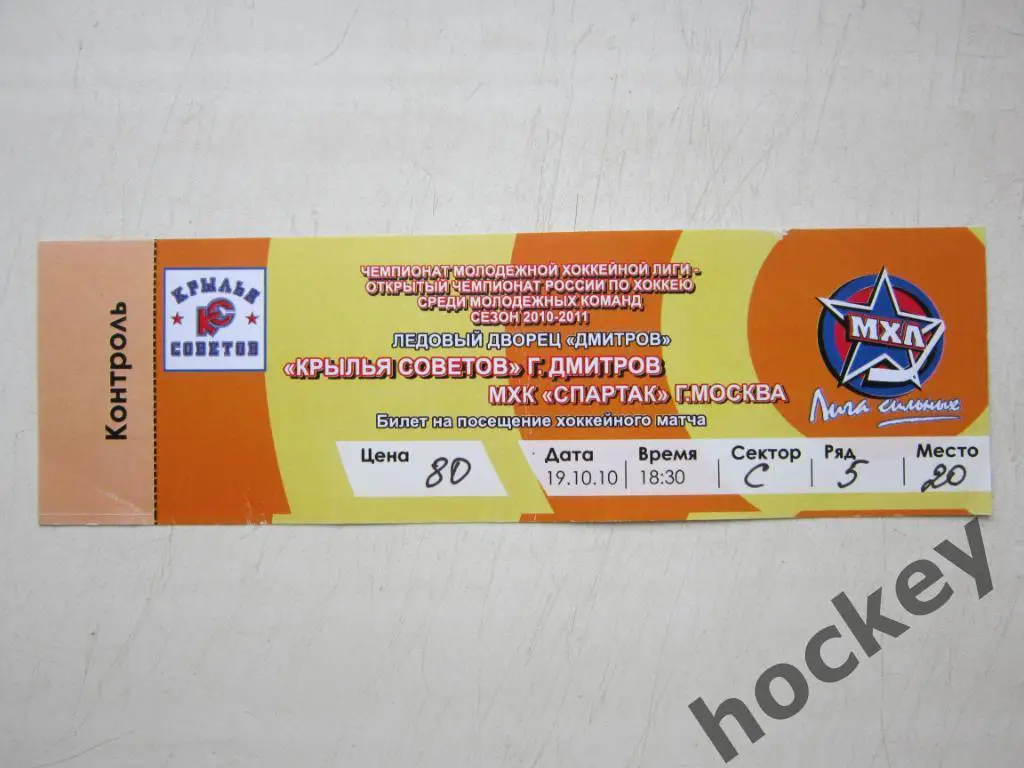 Контроль
КРЫЛЬЯ
КС
СОВЕТОВ
ЧЕМПИОНАТ МОЛОДЕЖНОЙ ХОККЕЙНОЙ ЛИГИ -
ОТКРЫТЫЙ ЧЕМПИОНАТ РОССИИ ПО ХОККЕЮ
СРЕДИ МОЛОДЕЖНЫХ КОМАНД
СЕЗОН 2010-2011
ЛЕДОВЫЙ ДВОРЕЦ «ДМИТРОВ»
«КРЫЛЬЯ СОВЕТОВ» Г.ДМИТРОВ
МХК «СПАРТАК» Г.МОСКВА
Билет на посещение хоккейного матча
МХЛ
Лига сильных
Цена Дата Время Сектор Ряд Место
80 19.10.10 18:30 С 5 20
hockey